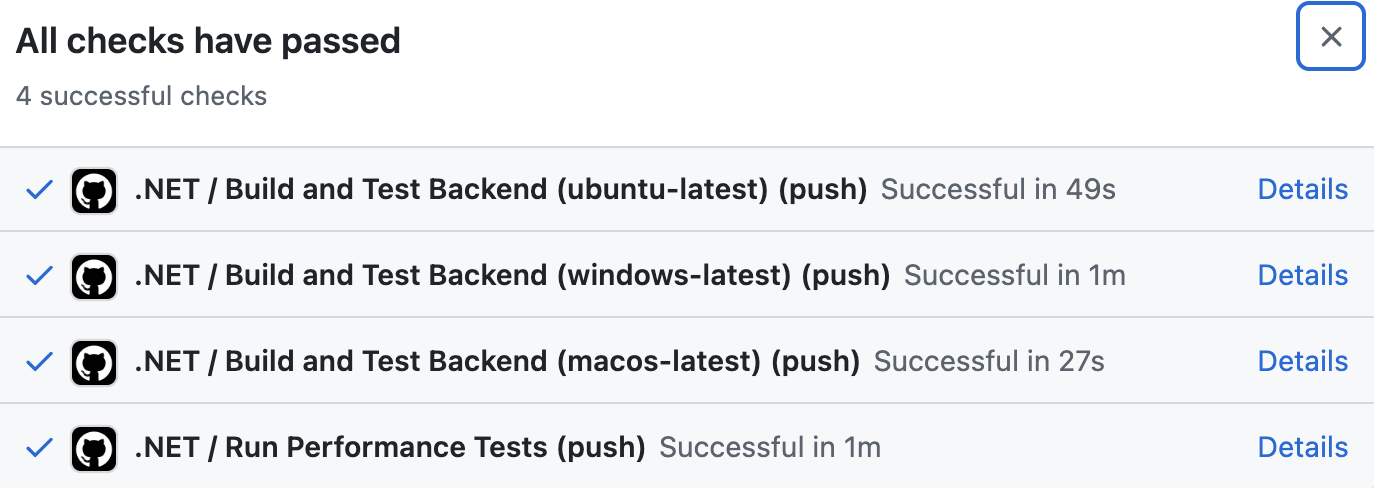 All checks have passed
4 successful checks
.NET / Build and Test Backend (ubuntu-latest) (push) Successful in 49s Details
.NET / Build and Test Backend (windows-latest) (push) Successful in 1m Details
.NET / Build and Test Backend (macos-latest) (push) Successful in 27s Details
.NET / Run Performance Tests (push) Successful in 1m Details